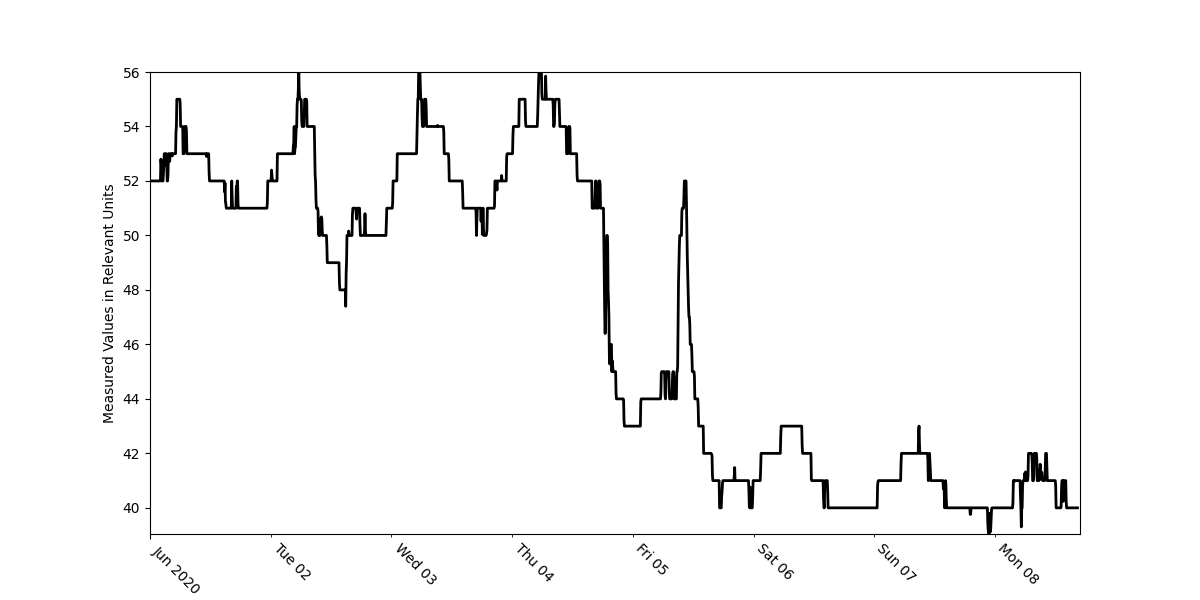 56
54
52
50
48
46
44
42
40
Measured Values in Relevant Units
Jun 2020
Tue 02
Wed 03
Thu 04
Fri 05
Sat 06
Sun 07
Mon 08